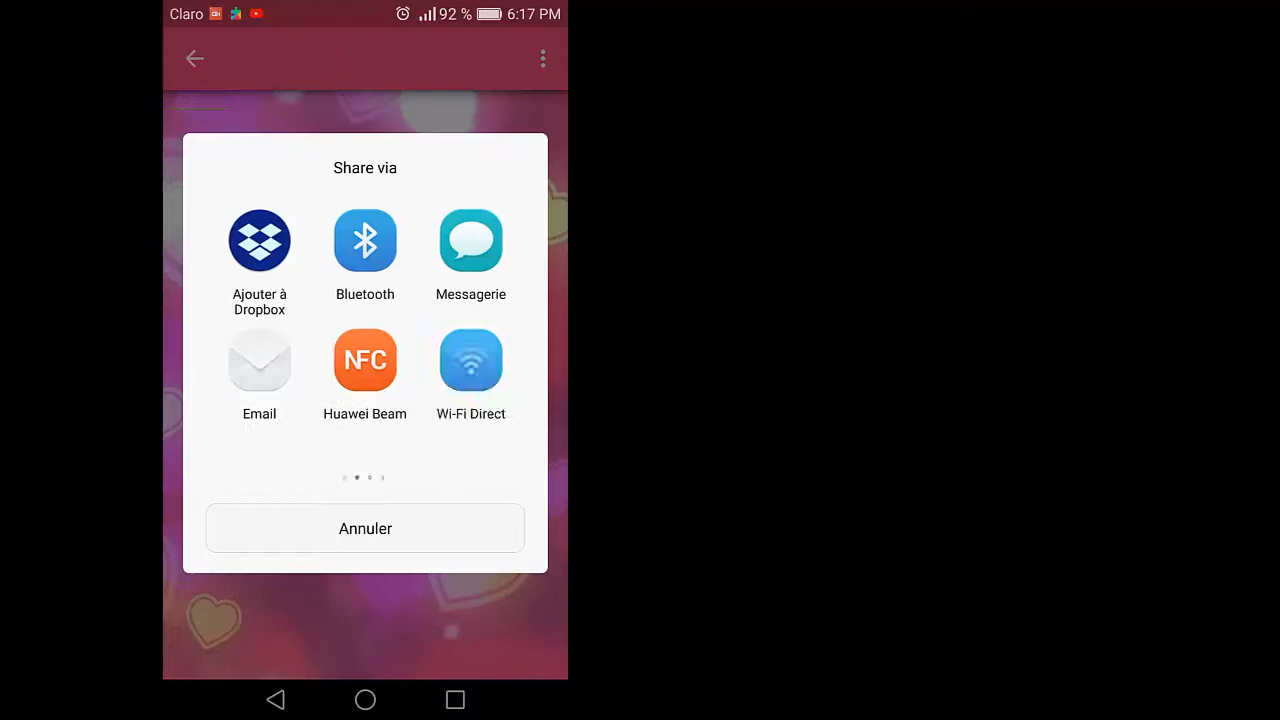 Claro 92 % 6:17 PM
Share via
Ajouter à
Dropbox
Bluetooth
Messagerie
Email
NFC
Huawei Beam
Wi-Fi Direct
Annuler